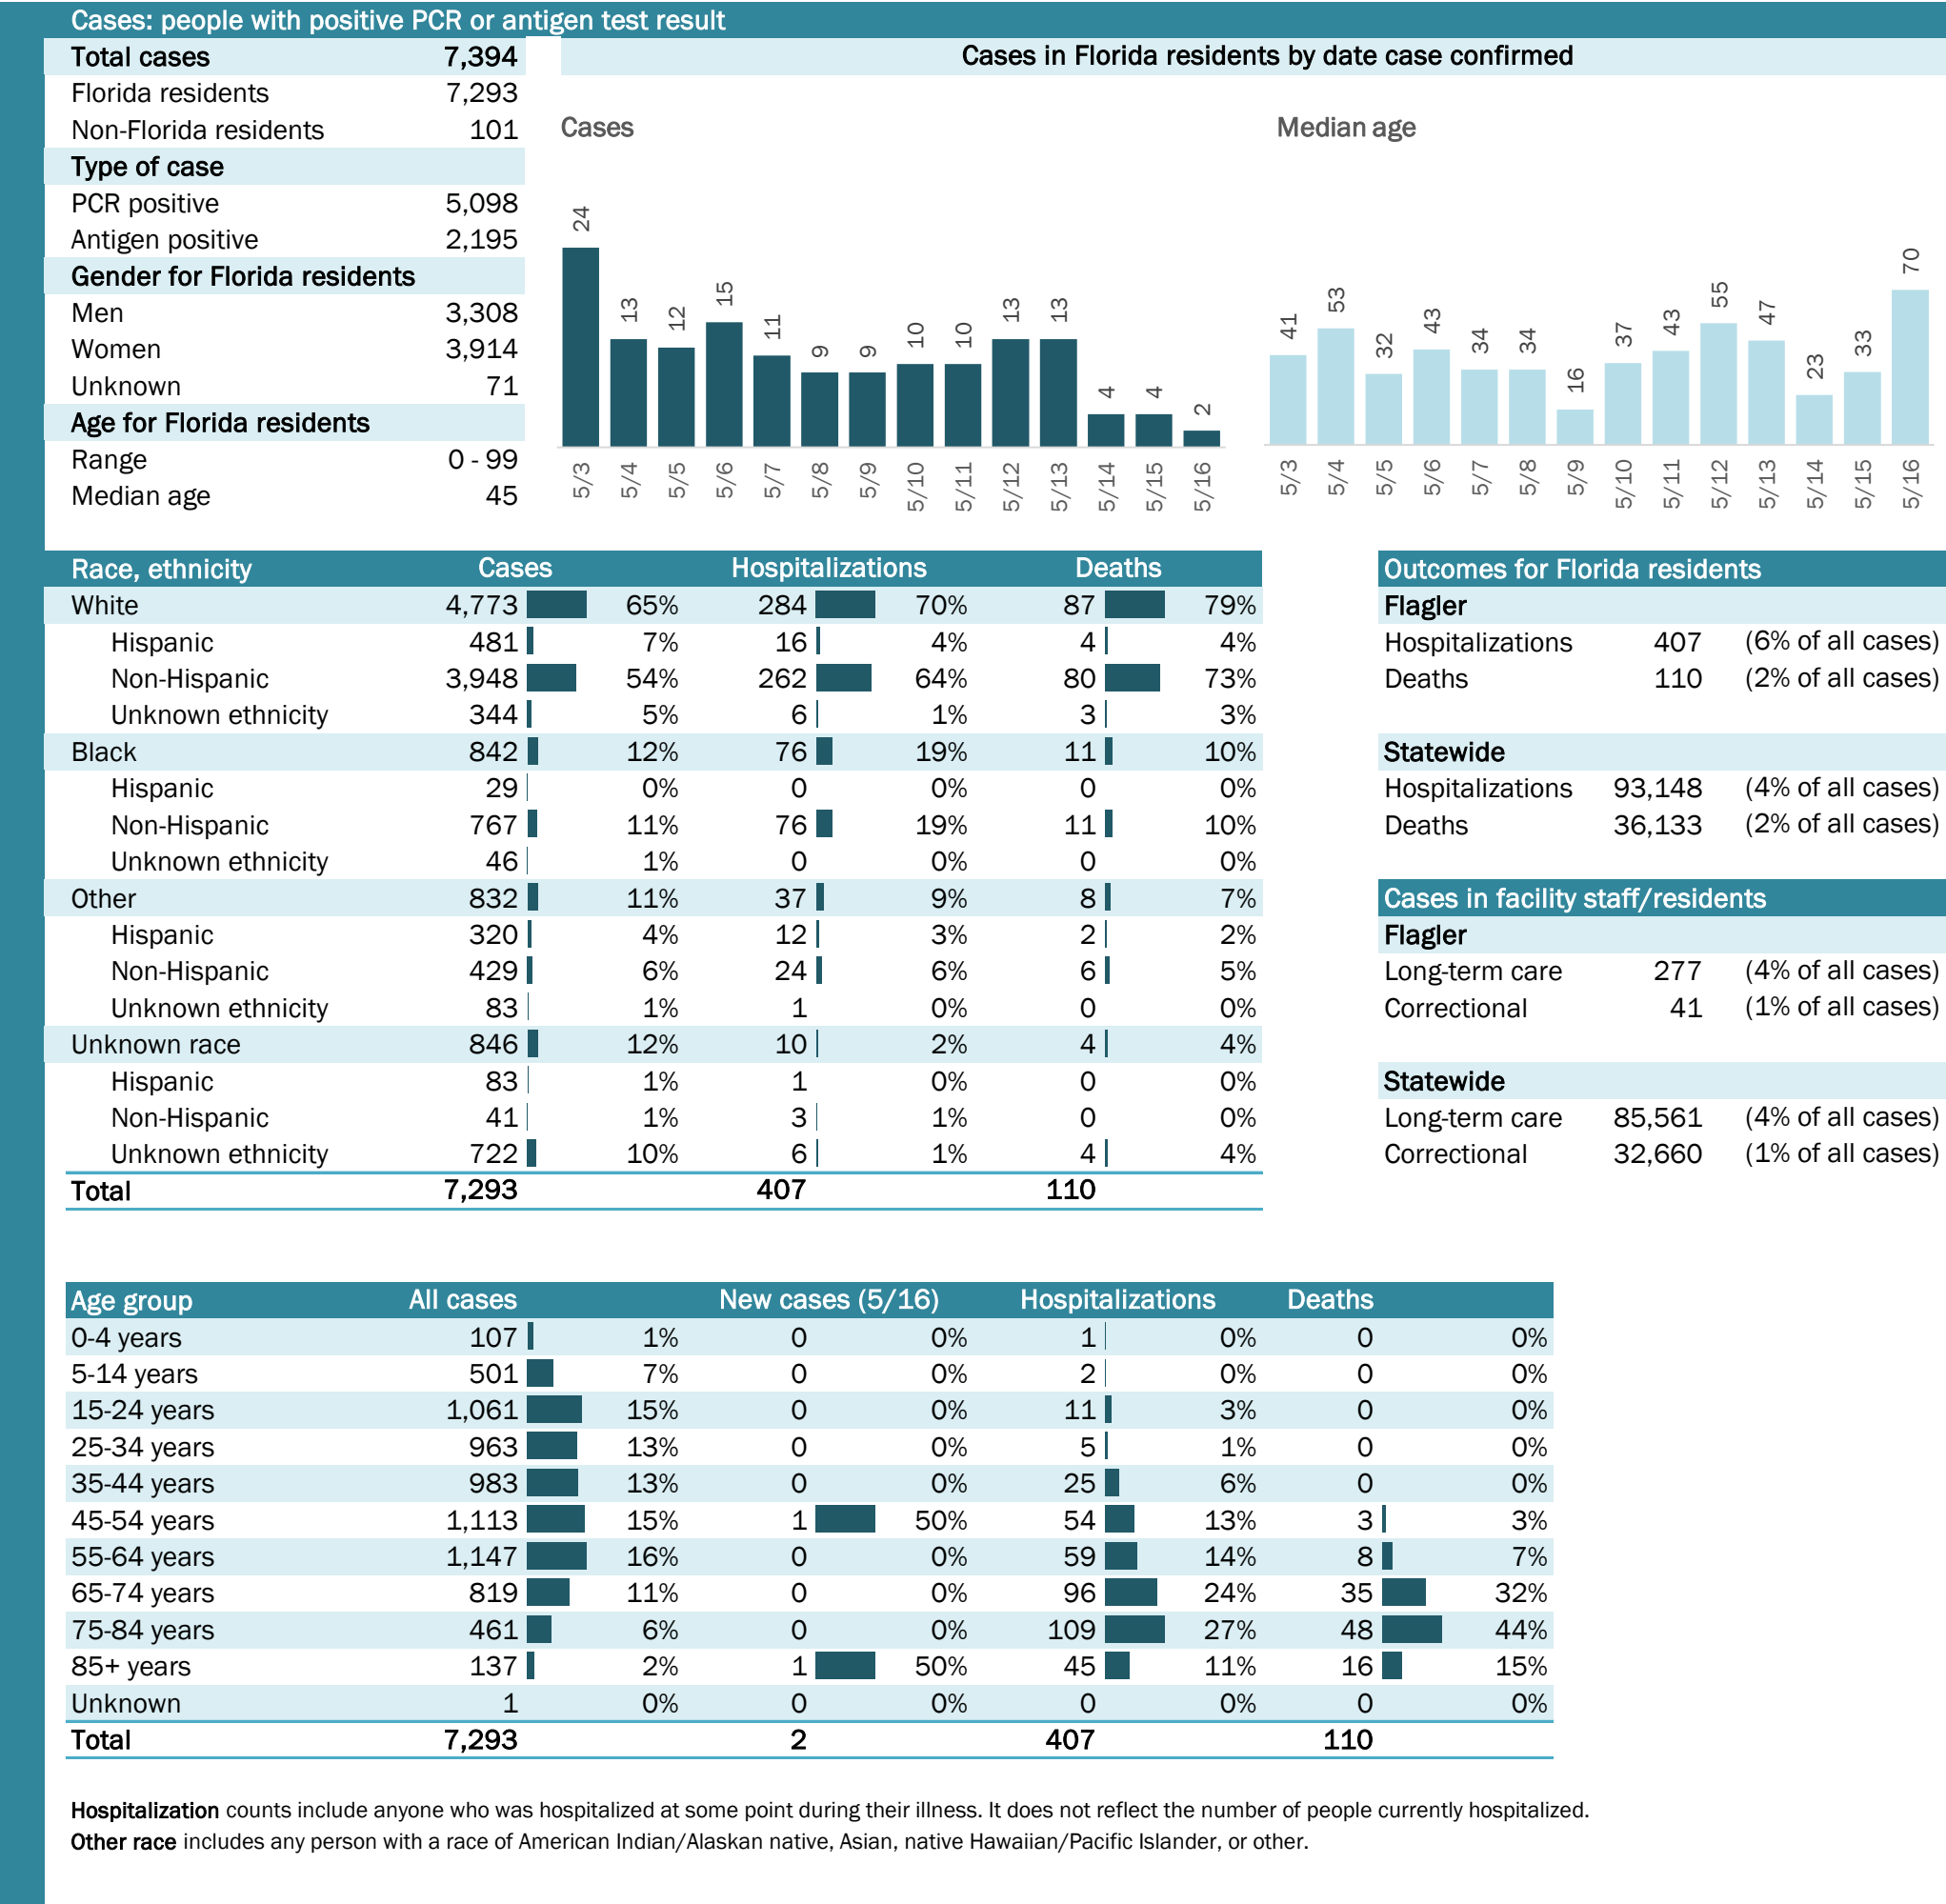 Cases: people with positive PCR or antigen test result
Total cases 7,394
Florida residents 7,293
Non-Florida residents 101
Type of case
PCR positive 5,098
Antigen positive 2,195
Gender for Florida residents
Men 3,308
Women 3,914
Unknown 71
Age for Florida residents
Range 0 - 99
Median age 45
Cases in Florida residents by date case confirmed
Cases
24 13 12 15 11 9 9 10 10 13 13 4 4 2
5/3 5/4 5/5 5/6 5/7 5/8 5/9 5/10 5/11 5/12 5/13 5/14 5/15 5/16
Median age
41 53 32 43 34 34 16 37 43 55 47 23 33 70
5/3 5/4 5/5 5/6 5/7 5/8 5/9 5/10 5/11 5/12 5/13 5/14 5/15 5/16
Race, ethnicity Cases Hospitalizations Deaths
White 4,773 65% 284 70% 87 79%
Hispanic 481 7% 16 4% 4 4%
Non-Hispanic 3,948 54% 262 64% 80 73%
Unknown ethnicity 344 5% 6 1% 3 3%
Black 842 12% 76 19% 11 10%
Hispanic 29 0% 0 0% 0 0%
Non-Hispanic 767 11% 76 19% 11 10%
Unknown ethnicity 46 1% 0 0% 0 0%
Other 832 11% 37 9% 8 7%
Hispanic 320 4% 12 3% 2 2%
Non-Hispanic 429 6% 24 6% 6 5%
Unknown ethnicity 83 1% 1 0% 0 0%
Unknown race 846 12% 10 2% 4 4%
Hispanic 83 1% 1 0% 0 0%
Non-Hispanic 41 1% 3 1% 0 0%
Unknown ethnicity 722 10% 6 1% 4 4%
Total 7,293 407 110
Outcomes for Florida residents
Flagler
Hospitalizations 407 (6% of all cases)
Deaths 110 (2% of all cases)
Statewide
Hospitalizations 93,148 (4% of all cases)
Deaths 36,133 (2% of all cases)
Cases in facility staff/residents
Flagler
Long-term care 277 (4% of all cases)
Correctional 41 (1% of all cases)
Statewide
Long-term care 85,561 (4% of all cases)
Correctional 32,660 (1% of all cases)
Age group All cases New cases (5/16) Hospitalizations Deaths
0-4 years 107 1% 0 0% 1 0% 0 0%
5-14 years 501 7% 0 0% 2 0% 0 0%
15-24 years 1,061 15% 0 0% 11 3% 0 0%
25-34 years 963 13% 0 0% 5 1% 0 0%
35-44 years 983 13% 0 0% 25 6% 0 0%
45-54 years 1,113 15% 1 50% 54 13% 3 3%
55-64 years 1,147 16% 0 0% 59 14% 8 7%
65-74 years 819 11% 0 0% 96 24% 35 32%
75-84 years 461 6% 0 0% 109 27% 48 44%
85+ years 137 2% 1 50% 45 11% 16 15%
Unknown 1 0% 0 0% 0 0% 0 0%
Total 7,293 2 407 110
Hospitalization counts include anyone who was hospitalized at some point during their illness. It does not reflect the number of people currently hospitalized.
Other race includes any person with a race of American Indian/Alaskan native, Asian, native Hawaiian/Pacific Islander, or other.